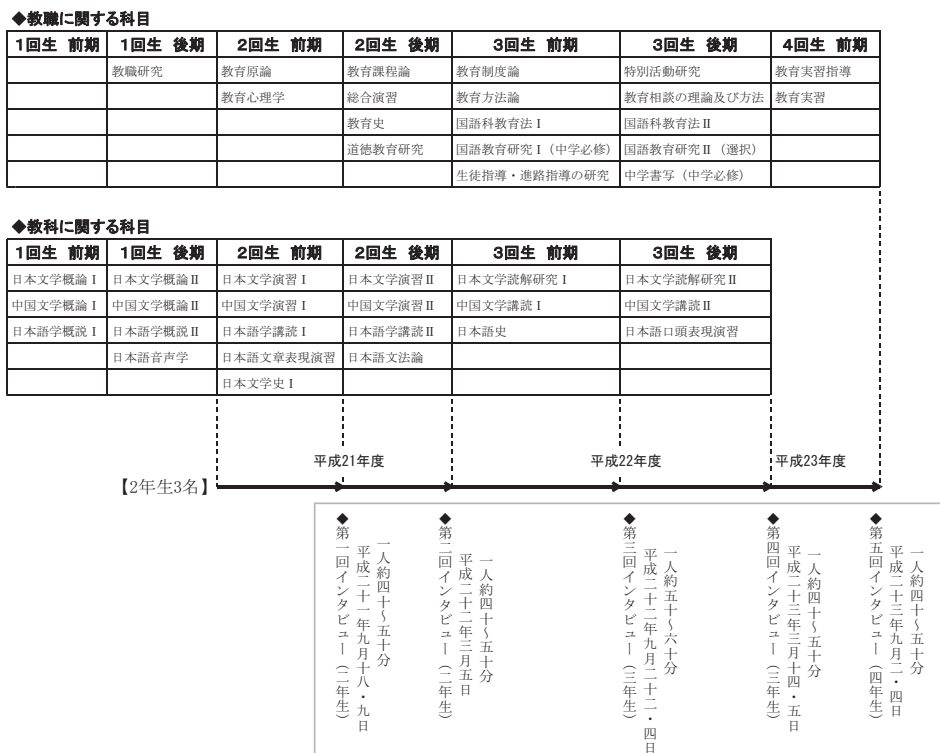 ◆教職に関する科目
1回生 前期 1回生 後期 2回生 前期 2回生 後期 3回生 前期 3回生 後期 4回生 前期
教職研究 教育原論 教育課程論 教育制度論 特別活動研究 教育実習指導
教育心理学 総合演習 教育方法論 教育相談の理論及び方法 教育実習
教育史 国語科教育法Ⅰ 国語科教育法Ⅱ
道徳教育研究 国語教育研究Ⅰ（中学必修） 国語教育研究Ⅱ（選択）
生徒指導・進路指導の研究 中学書写（中学必修）
◆教科に関する科目
1回生 前期 1回生 後期 2回生 前期 2回生 後期 3回生 前期 3回生 後期
日本文学概論Ⅰ 日本文学概論Ⅱ 日本文学演習Ⅰ 日本文学演習Ⅱ 日本文学読解研究Ⅰ 日本文学読解研究Ⅱ
中国文学概論Ⅰ 中国文学概論Ⅱ 中国文学演習Ⅰ 中国文学演習Ⅱ 中国文学講読Ⅰ 中国文学講読Ⅱ
日本語学概説Ⅰ 日本語学概説Ⅱ 日本語学講読Ⅰ 日本語学講読Ⅱ 日本語史 日本語口頭表現演習
日本語音声学 日本語文章表現演習 日本語文法論
日本文学史Ⅰ
平成21年度 平成22年度 平成23年度
【2年生3名】
◆第一回インタビュー（二年生）
平成二十一年九月十八・九日
一人約四十～五十分
◆第二回インタビュー（二年生）
平成二十二年三月五日
一人約四十～五十分
◆第三回インタビュー（三年生）
平成二十二年九月二十二・四日
一人約五十～六十分
◆第四回インタビュー（三年生）
平成二十三年三月十四・五日
一人約四十～五十分
◆第五回インタビュー（四年生）
平成二十三年九月二・四日
一人約四十～五十分